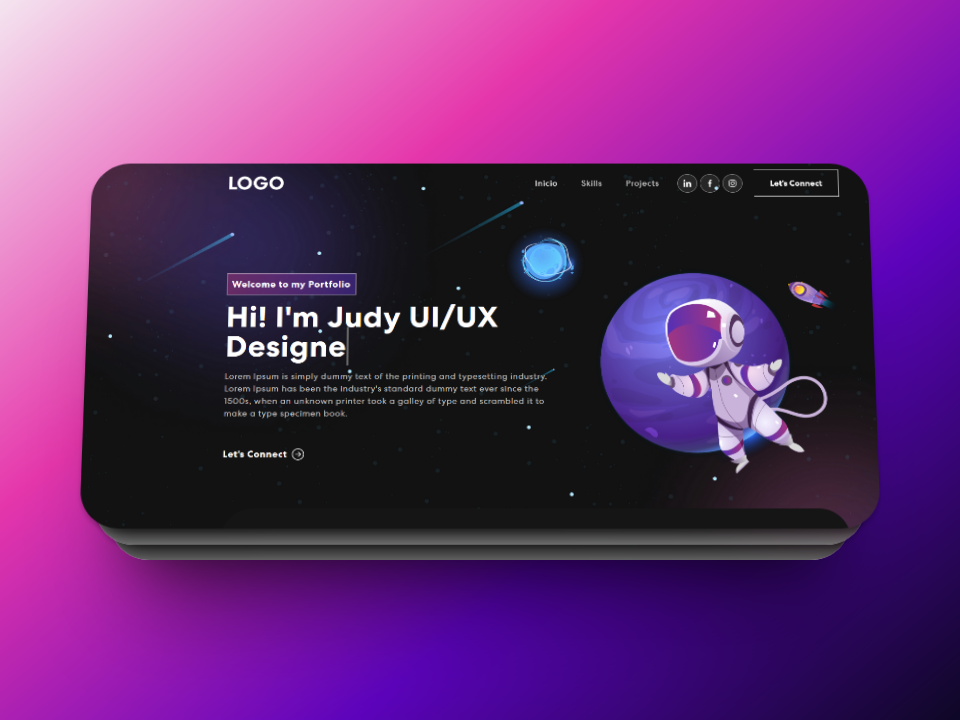 LOGO
Inicio
Skills
Projects
in
f
Let's Connect
Welcome to my Portfolio
Hi! I'm Judy UI/UX
Designe
Lorem Ipsum is simply dummy text of the printing and typesetting industry.
Lorem Ipsum has been the industry's standard dummy text ever since the
1500s, when an unknown printer took a galley of type and scrambled it to
make a type specimen book.
Let's Connect